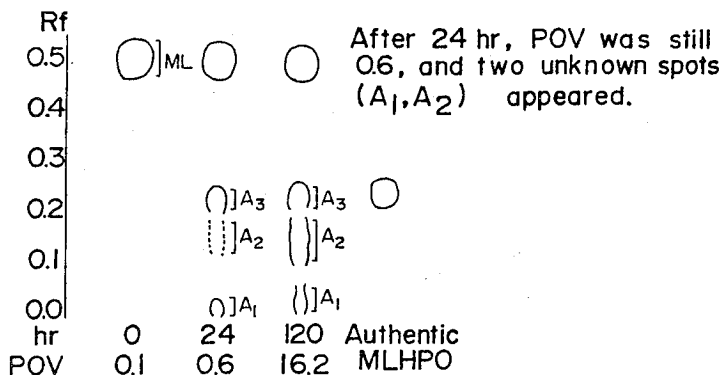 Rf
0.5
0.4
0.3
0.2
0.1
0.0
]ML
After 24 hr, POV was still
0.6, and two unknown spots
(A1,A2) appeared.
]A3 ]A3
]A2 ]A2
]A1 ]A1
hr 0 24 120 Authentic
POV 0.1 0.6 16.2 MLHPO